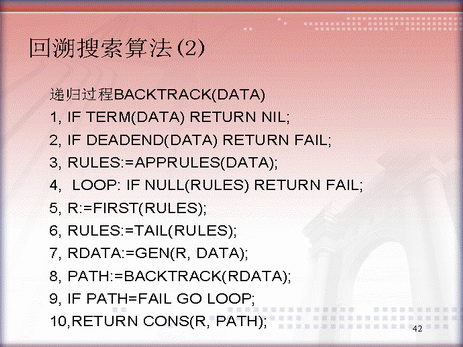 回溯搜索算法(2)
递归过程BACKTRACK(DATA)
1, IF TERM(DATA) RETURN NIL;
2, IF DEADEND(DATA) RETURN FAIL;
3, RULES:=APPRULES(DATA);
4, LOOP: IF NULL(RULES) RETURN FAIL;
5, R:=FIRST(RULES);
6, RULES:=TAIL(RULES);
7, RDATA:=GEN(R, DATA);
8, PATH:=BACKTRACK(RDATA);
9, IF PATH=FAIL GO LOOP;
10,RETURN CONS(R, PATH);
42